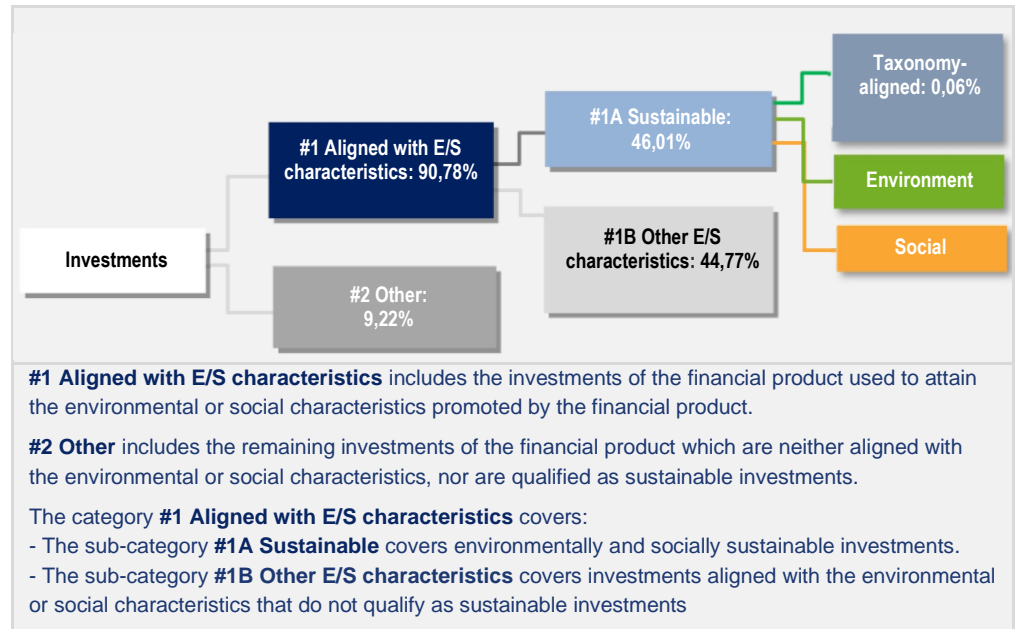 Taxonomy-
aligned: 0,06%
#1A Sustainable:
46,01%
#1 Aligned with E/S
characteristics: 90,78%
Environment
#1B Other E/S
characteristics: 44,77%
Social
Investments
#2 Other:
9,22%
#1 Aligned with E/S characteristics includes the investments of the financial product used to attain
the environmental or social characteristics promoted by the financial product.
#2 Other includes the remaining investments of the financial product which are neither aligned with
the environmental or social characteristics, nor are qualified as sustainable investments.
The category #1 Aligned with E/S characteristics covers:
- The sub-category #1A Sustainable covers environmentally and socially sustainable investments.
- The sub-category #1B Other E/S characteristics covers investments aligned with the environmental
or social characteristics that do not qualify as sustainable investments